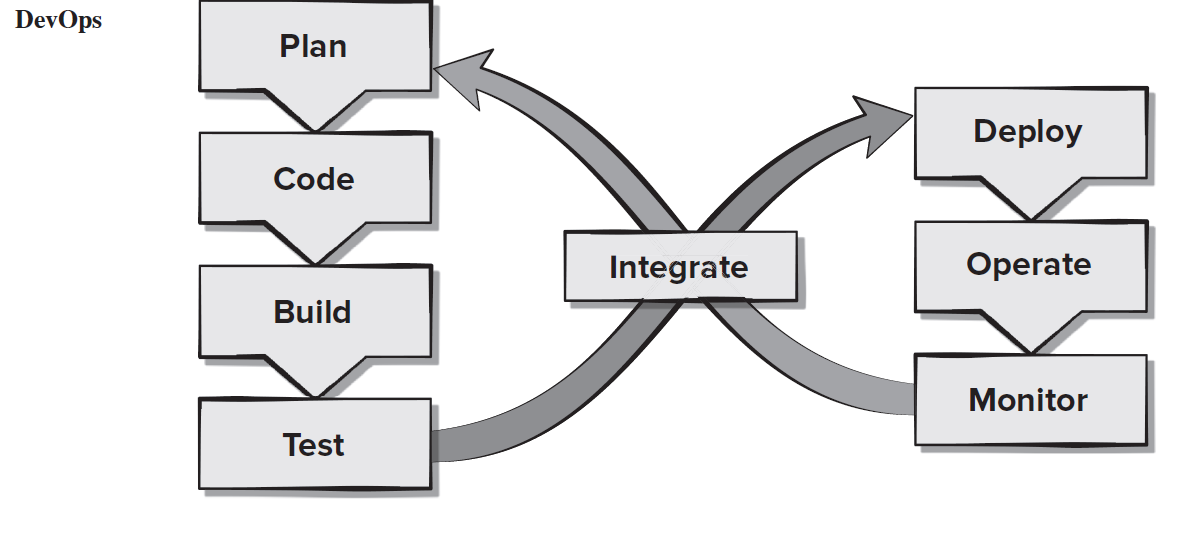 DevOps
Plan
Code
Build
Test
Integrate
Deploy
Operate
Monitor